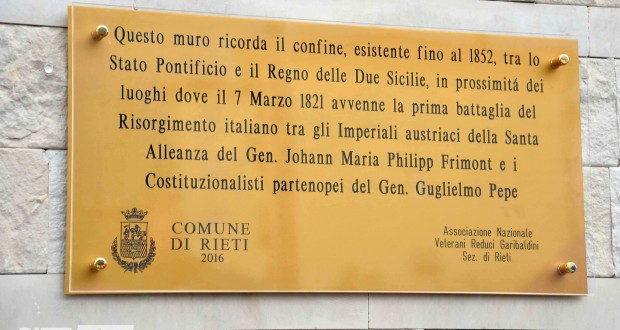 Questo muro ricorda il confine, esistente fino al 1852, tra lo
Stato Pontificio e il Regno delle Due Sicilie, in prossimitá dei
luoghi dove il 7 Marzo 1821 avvenne la prima battaglia del
Risorgimento italiano tra gli Imperiali austriaci della Santa
Alleanza del Gen. Johann Maria Philipp Frimont e i
Costituzionalisti partenopei del Gen. Guglielmo Pepe
COMUNE
DI RIETI
2016
Associazione Nazionale
Veterani Reduci Garibaldini
Sez. di Rieti